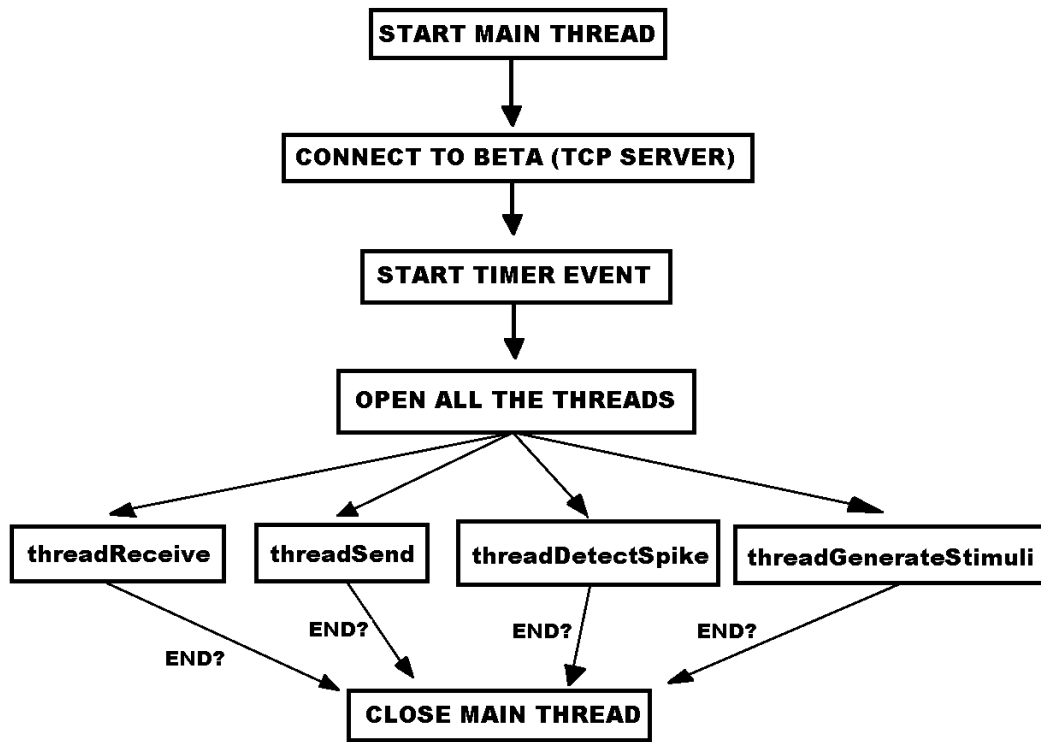 START MAIN THREAD
CONNECT TO BETA (TCP SERVER)
START TIMER EVENT
OPEN ALL THE THREADS
threadReceive
threadSend
threadDetectSpike
threadGenerateStimuli
END?
END?
END?
END?
CLOSE MAIN THREAD